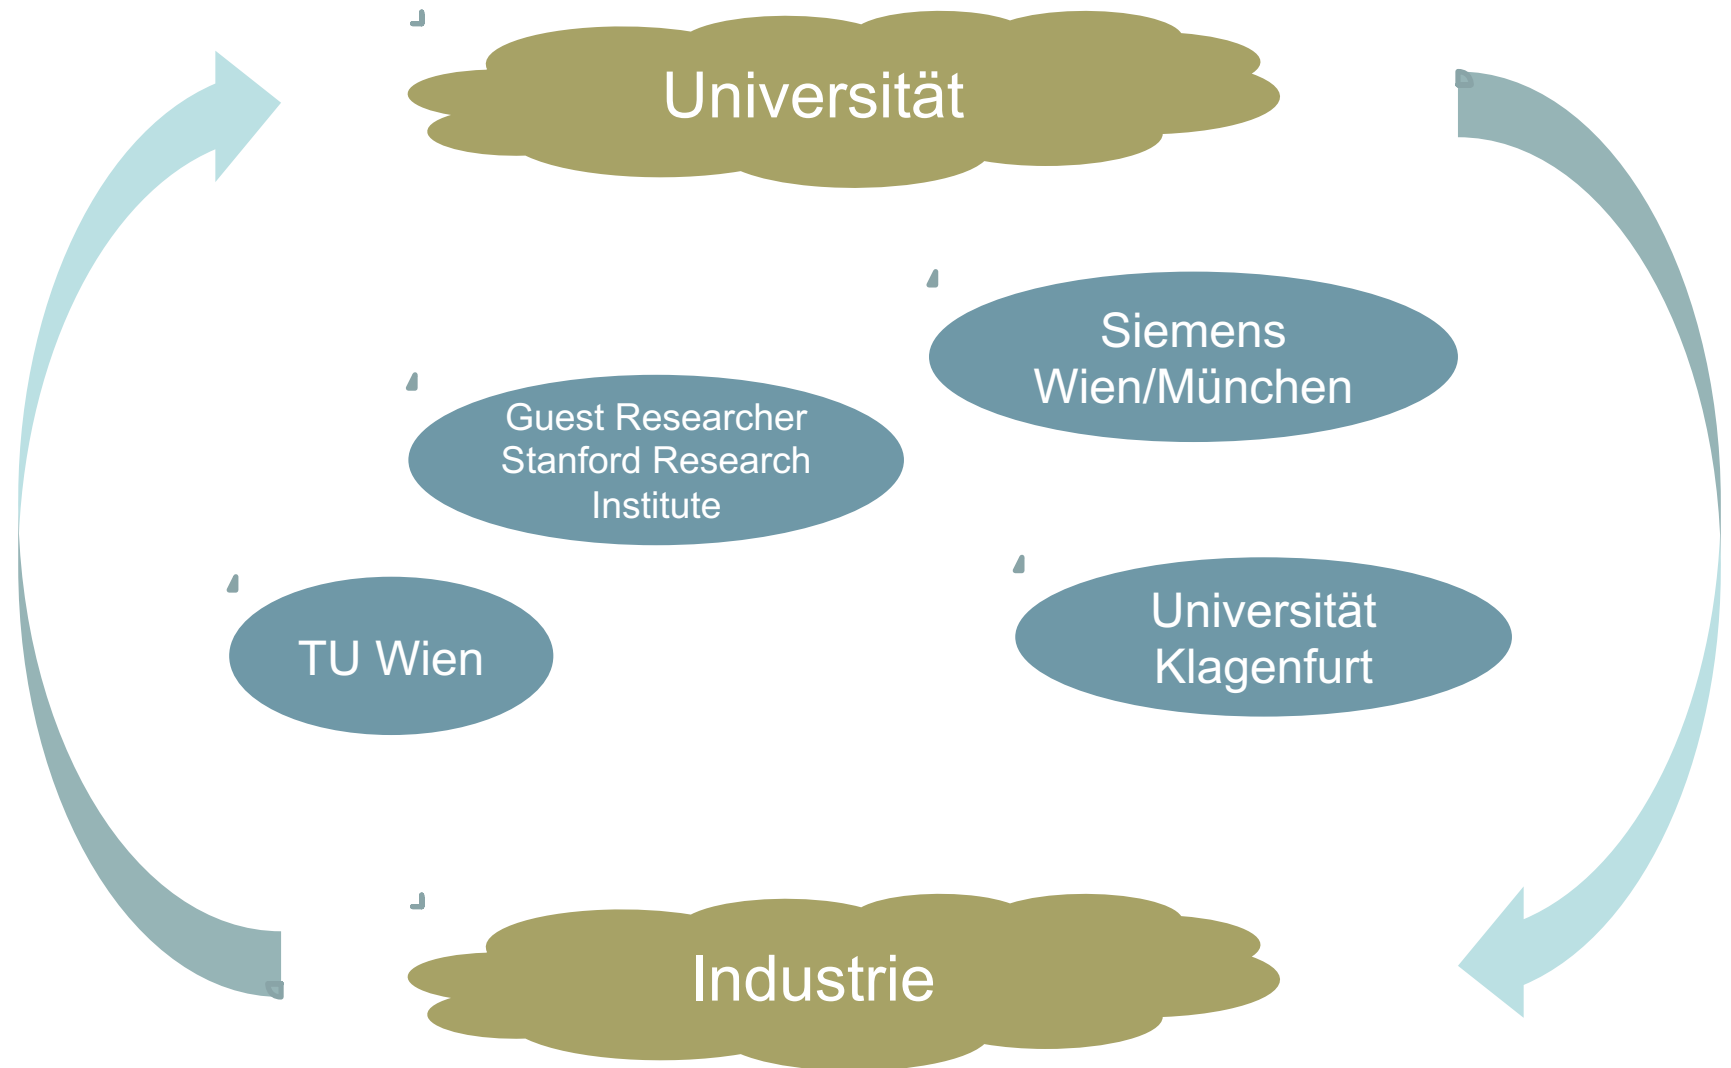 Universität
Siemens
Wien/München
Guest Researcher
Stanford Research
Institute
TU Wien
Universität
Klagenfurt
Industrie